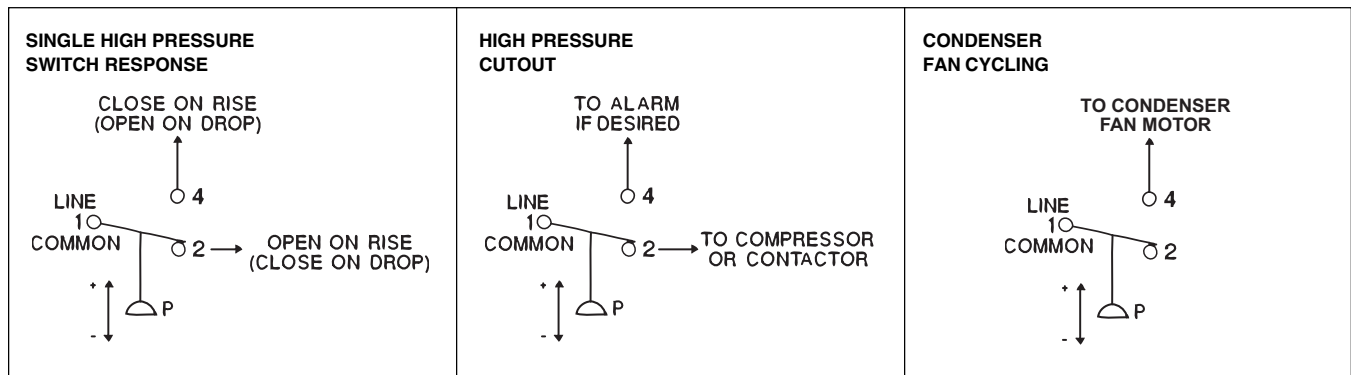 SINGLE HIGH PRESSURE
SWITCH RESPONSE
CLOSE ON RISE
(OPEN ON DROP)
4
LINE
1
COMMON
2
OPEN ON RISE
(CLOSE ON DROP)
+
P
-
HIGH PRESSURE
CUTOUT
TO ALARM
IF DESIRED
4
LINE
1
COMMON
2
TO COMPRESSOR
OR CONTACTOR
+
P
-
CONDENSER
FAN CYCLING
TO CONDENSER
FAN MOTOR
4
LINE
1
COMMON
2
+
P
-